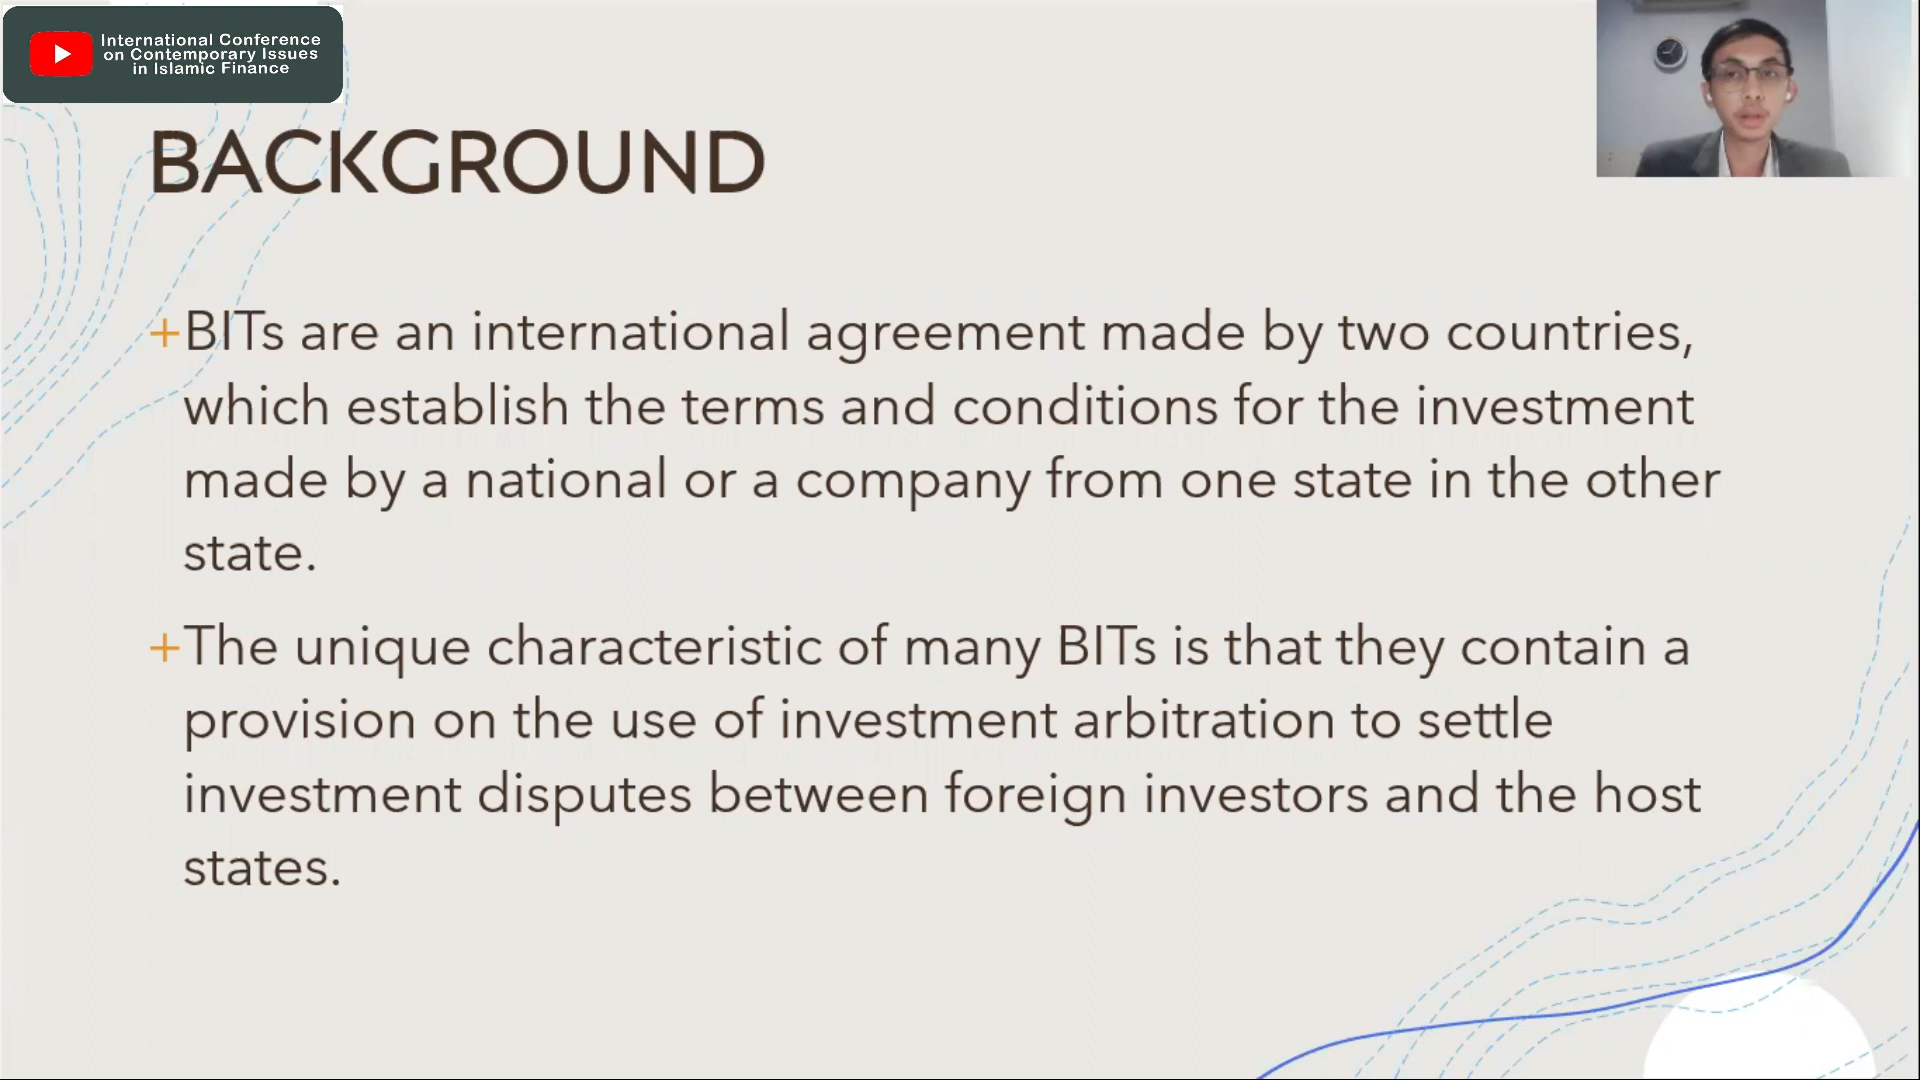 International Conference
on Contemporary Issues
in Islamic Finance
BACKGROUND
+BITs are an international agreement made by two countries,
which establish the terms and conditions for the investment
made by a national or a company from one state in the other
state.
+The unique characteristic of many BITs is that they contain a
provision on the use of investment arbitration to settle
investment disputes between foreign investors and the host
states.